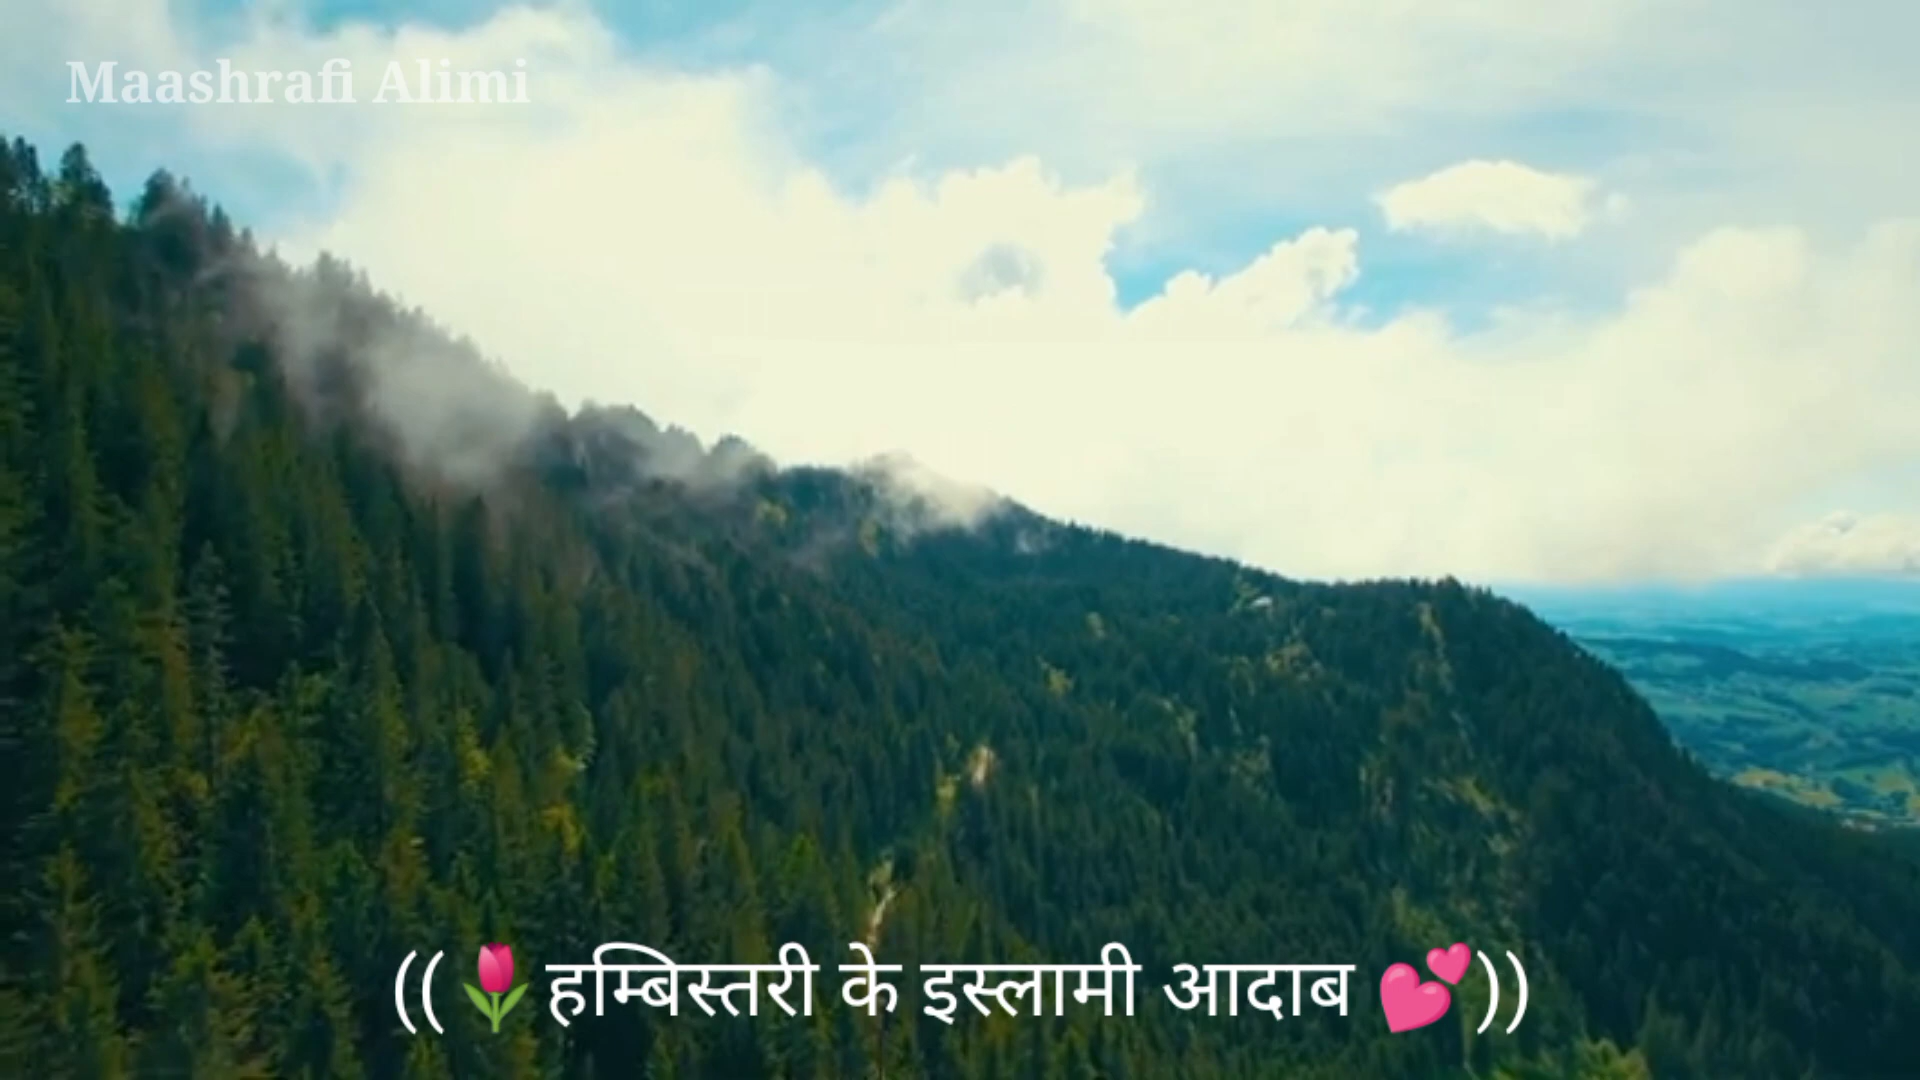 Maashrafi Alimi
((🌷हम्बिस्तरी के इस्लामी आदाब 💕))